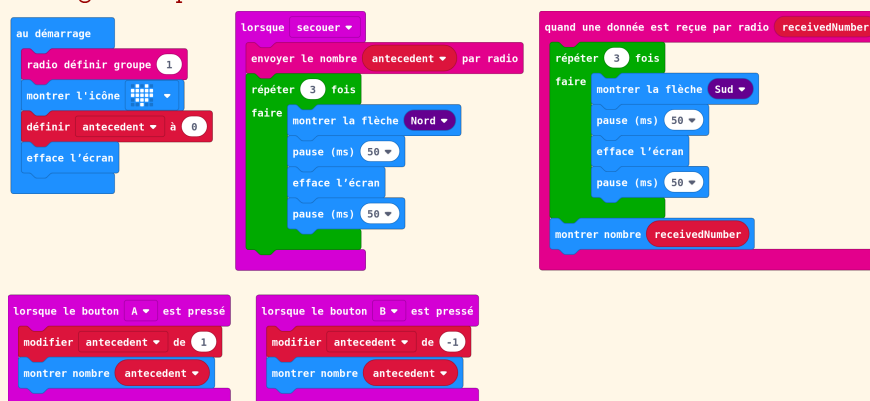 au démarrage
radio définir groupe 1
montrer l'icône
définir antecedent à 0
efface l'écran
lorsque secouer
envoyer le nombre antecedent par radio
répéter 3 fois
faire
montrer la flèche Nord
pause (ms) 50
efface l'écran
pause (ms) 50
quand une donnée est reçue par radio receivedNumber
répéter 3 fois
faire
montrer la flèche Sud
pause (ms) 50
efface l'écran
pause (ms) 50
montrer nombre receivedNumber
lorsque le bouton A est pressé
modifier antecedent de 1
montrer nombre antecedent
lorsque le bouton B est pressé
modifier antecedent de -1
montrer nombre antecedent